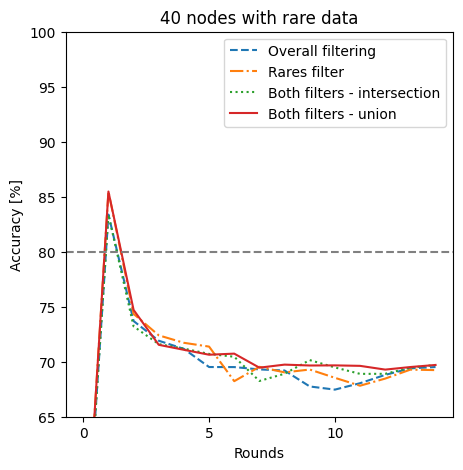 40 nodes with rare data
Overall filtering
Rares filter
Both filters - intersection
Both filters - union
100
95
90
85
80
75
70
65
Accuracy [%]
0
5
10
Rounds